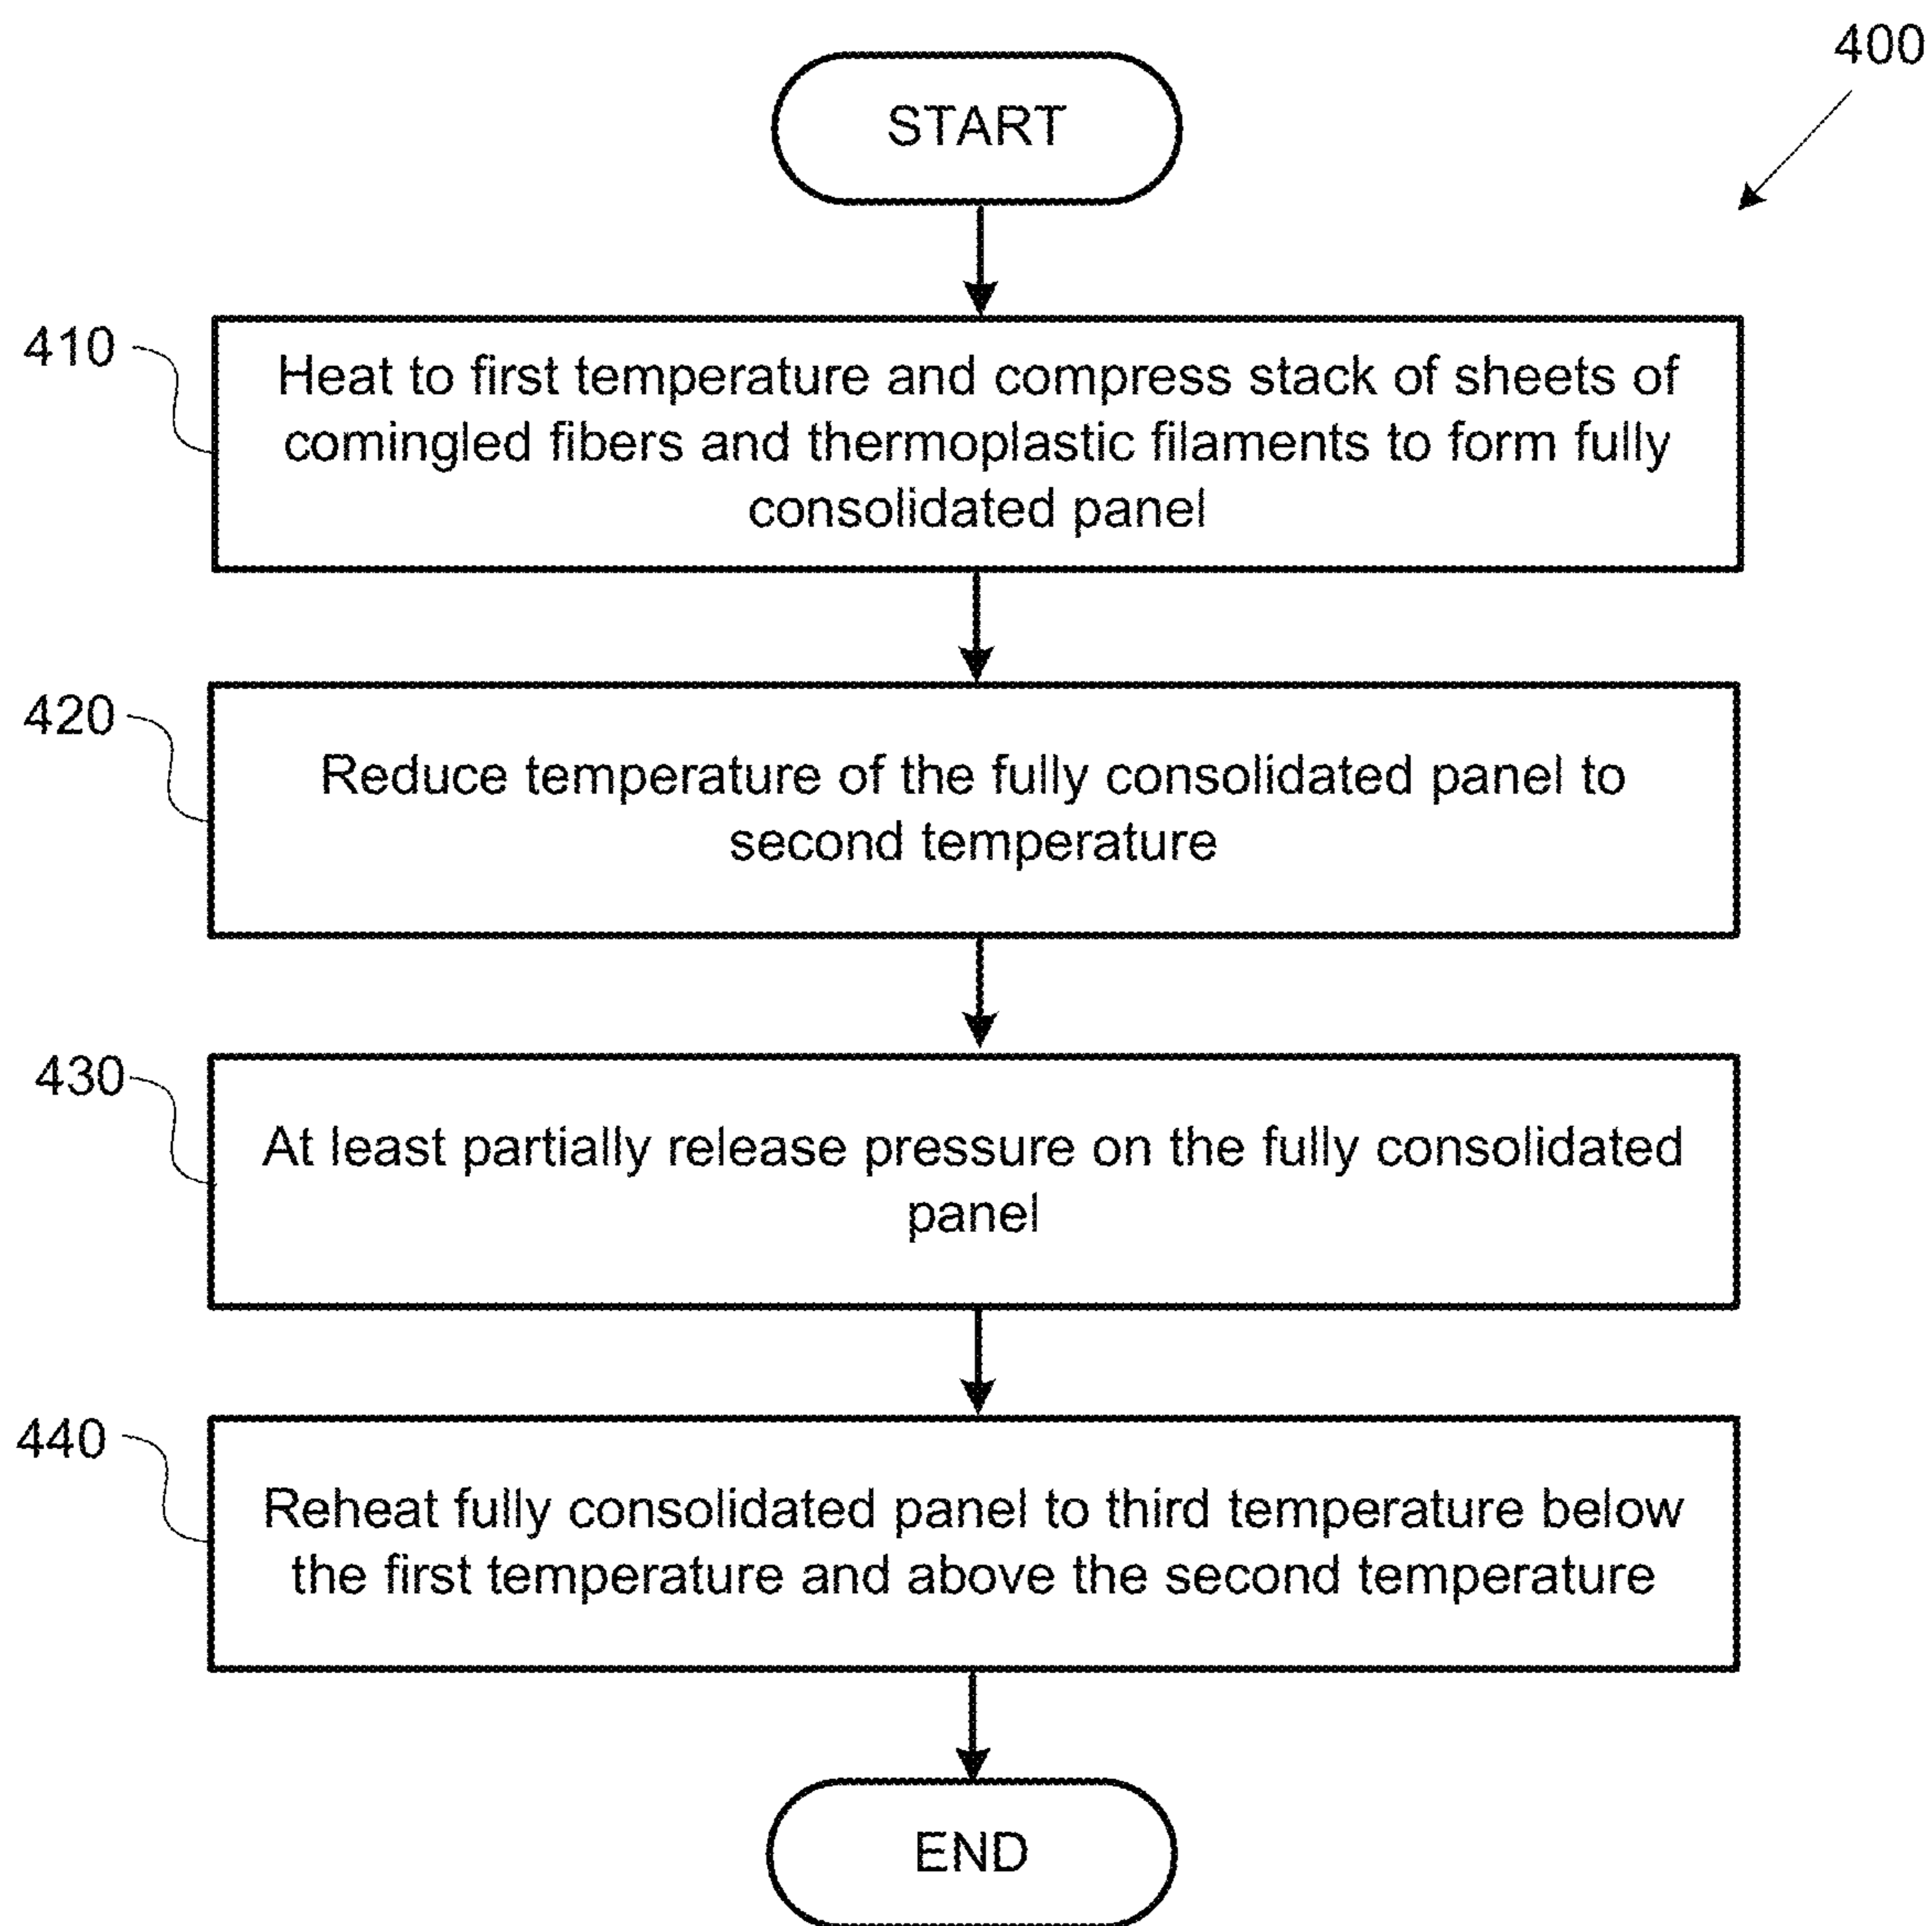 400
START
410
Heat to first temperature and compress stack of sheets of
comingled fibers and thermoplastic filaments to form fully
consolidated panel
420
Reduce temperature of the fully consolidated panel to
second temperature
430
At least partially release pressure on the fully consolidated
panel
440
Reheat fully consolidated panel to third temperature below
the first temperature and above the second temperature
END